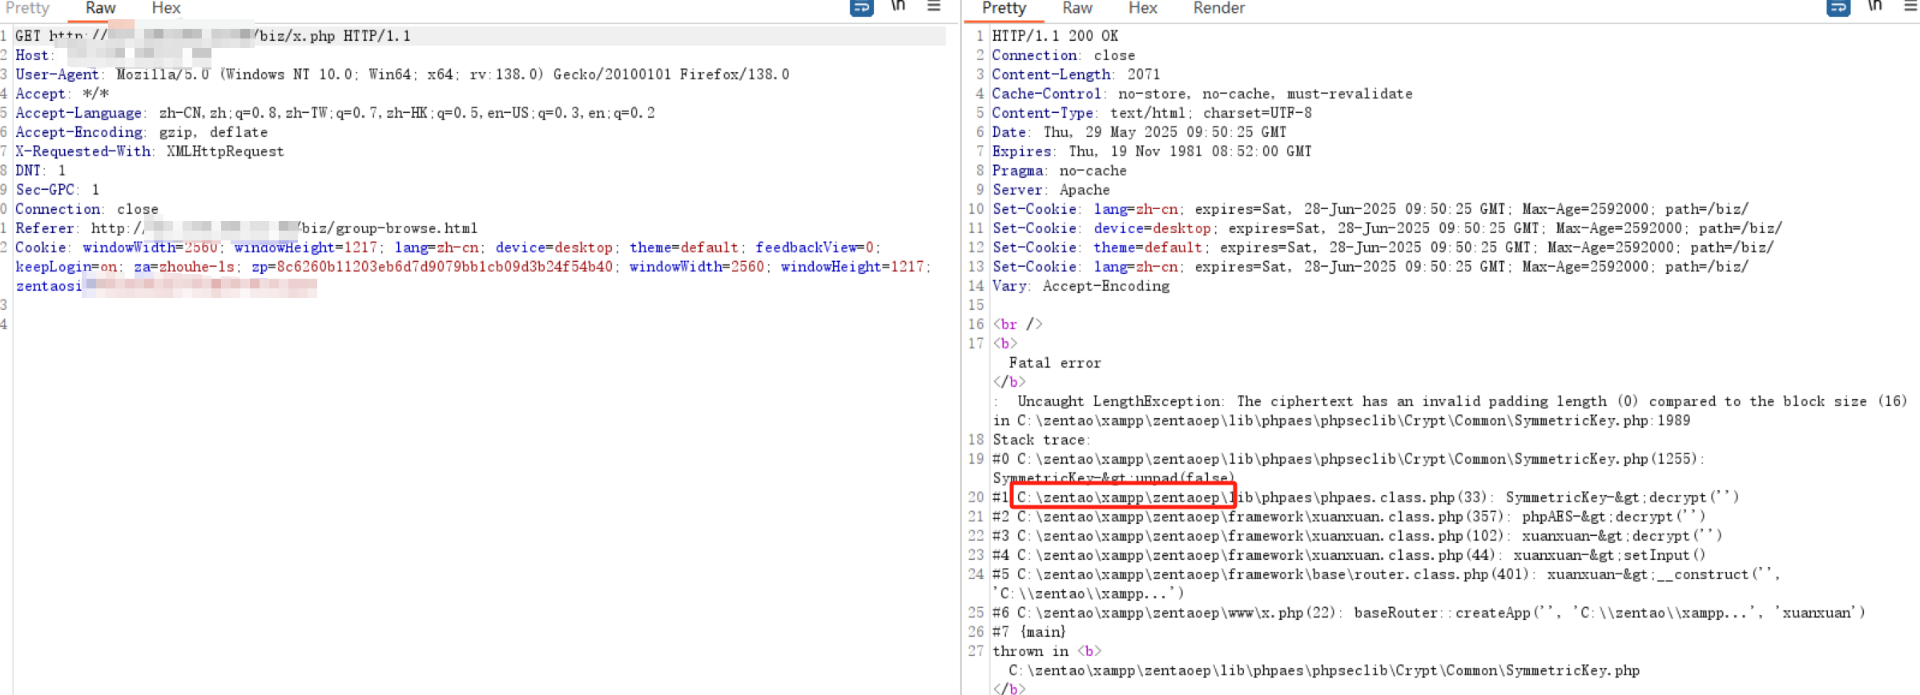 Pretty Raw Hex \n
1 GET http:// /biz/x.php HTTP/1.1
2 Host:
3 User-Agent: Mozilla/5.0 (Windows NT 10.0; Win64; x64; rv:138.0) Gecko/20100101 Firefox/138.0
4 Accept: */*
5 Accept-Language: zh-CN,zh;q=0.8,zh-TW;q=0.7,zh-HK;q=0.5,en-US;q=0.3,en;q=0.2
6 Accept-Encoding: gzip, deflate
7 X-Requested-With: XMLHttpRequest
8 DNT: 1
9 Sec-GPC: 1
0 Connection: close
1 Referer: http:/ /biz/group-browse.html
2 Cookie: windowWidth=2560; windowHeight=1217; lang=zh-cn; device=desktop; theme=default; feedbackView=0;
keepLogin=on; za=zhouhe-ls; zp=8c6260b11203eb6d7d9079bb1cb09d3b24f54b40; windowWidth=2560; windowHeight=1217;
zentaosi
3
4
Pretty Raw Hex Render \n
1 HTTP/1.1 200 OK
2 Connection: close
3 Content-Length: 2071
4 Cache-Control: no-store, no-cache, must-revalidate
5 Content-Type: text/html; charset=UTF-8
6 Date: Thu, 29 May 2025 09:50:25 GMT
7 Expires: Thu, 19 Nov 1981 08:52:00 GMT
8 Pragma: no-cache
9 Server: Apache
10 Set-Cookie: lang=zh-cn; expires=Sat, 28-Jun-2025 09:50:25 GMT; Max-Age=2592000; path=/biz/
11 Set-Cookie: device=desktop; expires=Sat, 28-Jun-2025 09:50:25 GMT; Max-Age=2592000; path=/biz/
12 Set-Cookie: theme=default; expires=Sat, 28-Jun-2025 09:50:25 GMT; Max-Age=2592000; path=/biz/
13 Set-Cookie: lang=zh-cn; expires=Sat, 28-Jun-2025 09:50:25 GMT; Max-Age=2592000; path=/biz/
14 Vary: Accept-Encoding
15
16 <br />
17 <b>
Fatal error
</b>
: Uncaught LengthException: The ciphertext has an invalid padding length (0) compared to the block size (16)
in C:\zentao\xampp\zentaoep\lib\phpaes\phpseclib\Crypt\Common\SymmetricKey.php:1989
18 Stack trace:
19 #0 C:\zentao\xampp\zentaoep\lib\phpaes\phpseclib\Crypt\Common\SymmetricKey.php(1255):
SymmetricKey-&gt;unpad(false)
20 #1 C:\zentao\xampp\zentaoep\lib\phpaes\phpaes.class.php(33): SymmetricKey-&gt;decrypt('')
21 #2 C:\zentao\xampp\zentaoep\framework\xuanxuan.class.php(357): phpAES-&gt;decrypt('')
22 #3 C:\zentao\xampp\zentaoep\framework\xuanxuan.class.php(102): xuanxuan-&gt;decrypt('')
23 #4 C:\zentao\xampp\zentaoep\framework\xuanxuan.class.php(44): xuanxuan-&gt;setInput()
24 #5 C:\zentao\xampp\zentaoep\framework\base\router.class.php(401): xuanxuan-&gt;__construct('',
'C:\\zentao\\xampp...')
25 #6 C:\zentao\xampp\zentaoep\www\x.php(22): baseRouter::createApp('', 'C:\\zentao\\xampp...', 'xuanxuan')
26 #7 {main}
27 thrown in <b>
C:\zentao\xampp\zentaoep\lib\phpaes\phpseclib\Crypt\Common\SymmetricKey.php
</b>